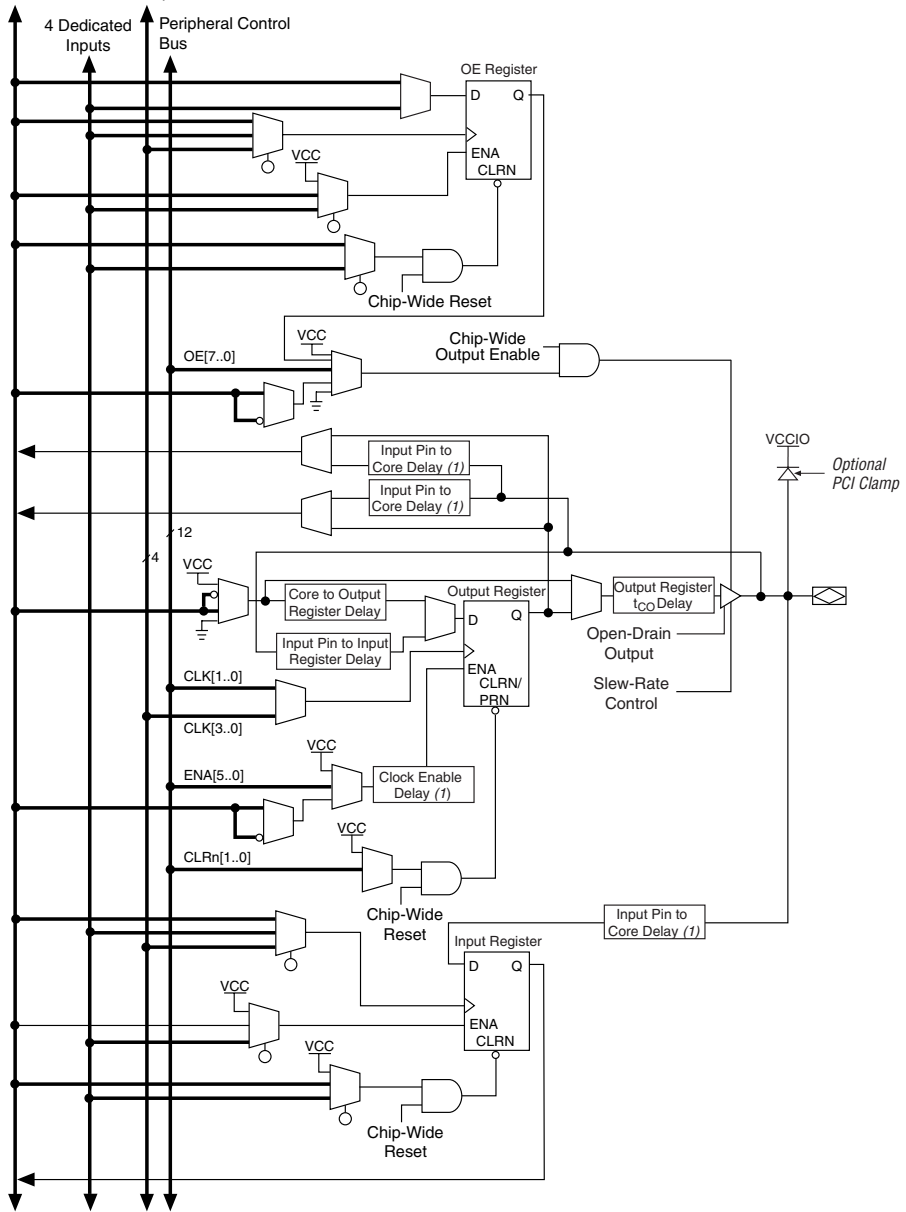 4 Dedicated
Inputs
Peripheral Control
Bus
OE Register
D Q
ENA
CLRN
VCC
Chip-Wide Reset
VCC
OE[7..0]
Chip-Wide
Output Enable
Input Pin to
Core Delay (1)
Input Pin to
Core Delay (1)
VCCIO
Optional
PCI Clamp
12
4
VCC
Core to Output
Register Delay
Input Pin to Input
Register Delay
Output Register
D Q
ENA
CLRN/
PRN
Output Register
tCO Delay
Open-Drain
Output
Slew-Rate
Control
CLK[1..0]
CLK[3..0]
VCC
ENA[5..0]
Clock Enable
Delay (1)
VCC
CLRn[1..0]
Chip-Wide
Reset
Input Pin to
Core Delay (1)
Input Register
D Q
ENA
CLRN
VCC
VCC
Chip-Wide
Reset